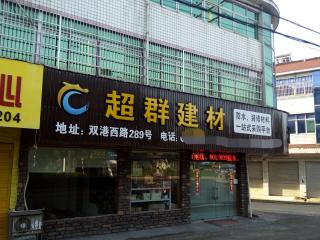 超群建材
防水、装修材料
一站式采购平台
地址：双港西路289号 电话：
心
204